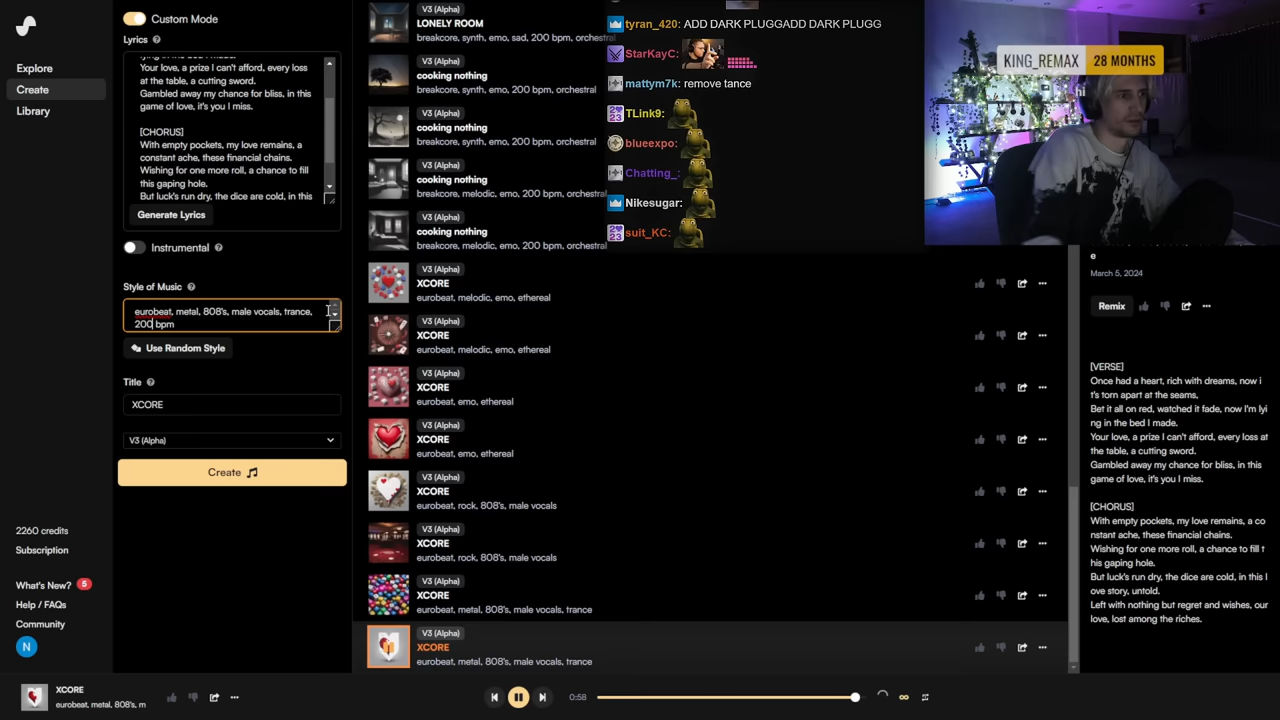 Custom Mode
Lyrics
Your love, a prize I can't afford, every loss
at the table, a cutting sword.
Gambled away my chance for bliss, in this
game of love, it's you I miss.
[CHORUS]
With empty pockets, my love remains, a
constant ache, these financial chains.
Wishing for one more roll, a chance to fill
this gaping hole.
But luck's run dry, the dice are cold, in this
Generate Lyrics
Instrumental
Style of Music
eurobeat, metal, 808's, male vocals, trance,
200 bpm
Use Random Style
Title
XCORE
V3 (Alpha)
Create
Explore
Create
Library
2260 credits
Subscription
What's New? 5
Help / FAQs
Community
N
V3 (Alpha)
LONELY ROOM
breakcore, synth, emo, sad, 200 bpm, orchestral
V3 (Alpha)
cooking nothing
breakcore, synth, emo, 200 bpm, orchestral
V3 (Alpha)
cooking nothing
breakcore, synth, emo, 200 bpm, orchestral
V3 (Alpha)
cooking nothing
breakcore, melodic, emo, 200 bpm, orchestral
V3 (Alpha)
cooking nothing
breakcore, melodic, emo, 200 bpm, orchestral
V3 (Alpha)
XCORE
eurobeat, melodic, emo, ethereal
V3 (Alpha)
XCORE
eurobeat, melodic, emo, ethereal
V3 (Alpha)
XCORE
eurobeat, emo, ethereal
V3 (Alpha)
XCORE
eurobeat, emo, ethereal
V3 (Alpha)
XCORE
eurobeat, rock, 808's, male vocals
V3 (Alpha)
XCORE
eurobeat, rock, 808's, male vocals
V3 (Alpha)
XCORE
eurobeat, metal, 808's, male vocals, trance
V3 (Alpha)
XCORE
eurobeat, metal, 808's, male vocals, trance
tyran_420: ADD DARK PLUGGADD DARK PLUGG
StarKayC:
mattym7k: remove tance
TLink9:
blueexpo:
Chatting_:
Nikesugar:
suit_KC:
KING_REMAX 28 MONTHS
hi
e
March 5, 2024
Remix
[VERSE]
Once had a heart, rich with dreams, now i
t's torn apart at the seams,
Bet it all on red, watched it fade, now I'm lyi
ng in the bed I made.
Your love, a prize I can't afford, every loss at
the table, a cutting sword.
Gambled away my chance for bliss, in this
game of love, it's you I miss.
[CHORUS]
With empty pockets, my love remains, a co
nstant ache, these financial chains.
Wishing for one more roll, a chance to fill t
his gaping hole.
But luck's run dry, the dice are cold, in this l
ove story, untold.
Left with nothing but regret and wishes, our
love, lost among the riches.
XCORE
eurobeat, metal, 808's, m
0:58